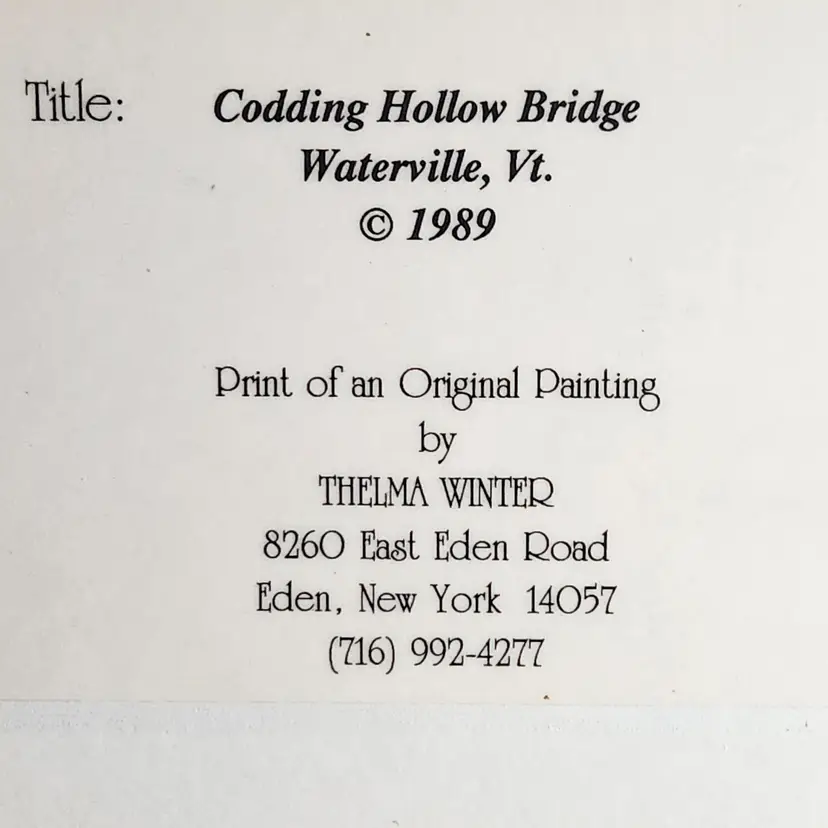 Title: Codding Hollow Bridge
Waterville, Vt.
© 1989
Print of an Original Painting
by
THELMA WINTER
8260 East Eden Road
Eden, New York 14057
(716) 992-4277